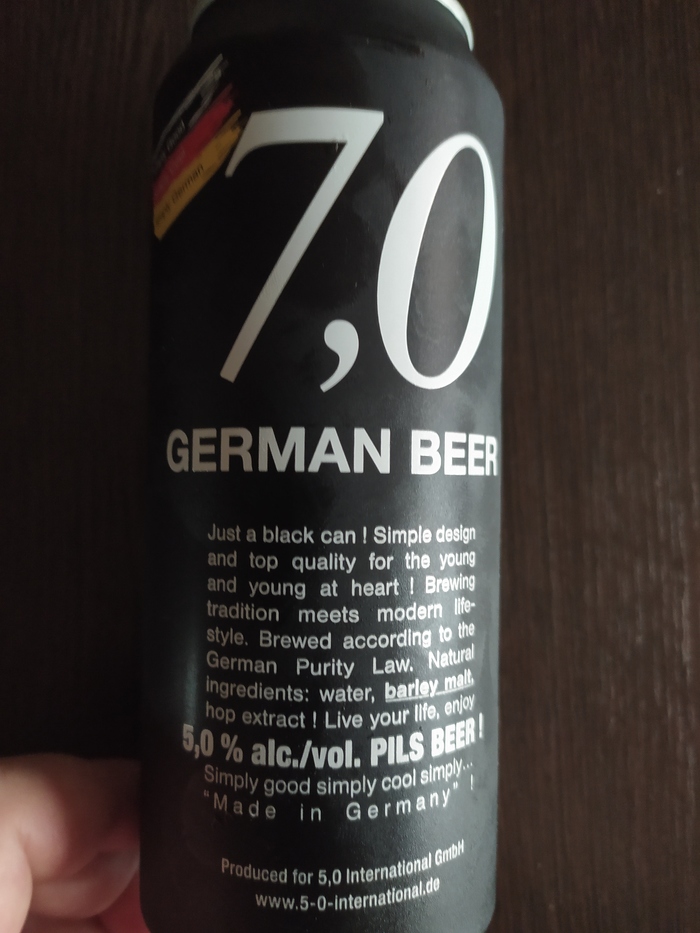 German
7,0
GERMAN BEER
Just a black can ! Simple design
and top quality for the young
and young at heart ! Brewing
tradition meets modern life-
style. Brewed according to the
German Purity Law. Natural
ingredients: water, barley malt,
hop extract ! Live your life, enjoy
5,0 % alc./vol. PILS BEER !
Simply good simply cool simply...
"Made in Germany" !
Produced for 5,0 International GmbH
www.5-0-international.de